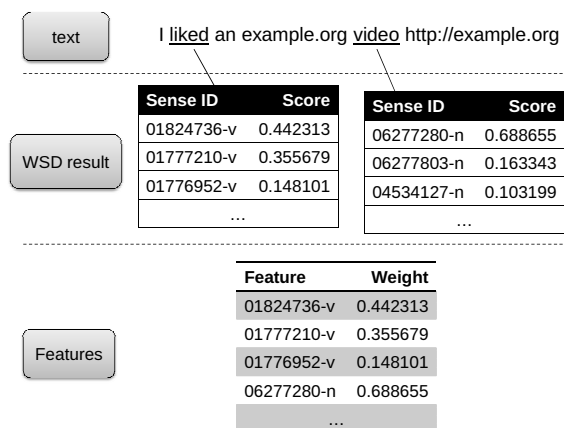 text
I liked an example.org video http://example.org
WSD result
Sense ID Score
01824736-v 0.442313
01777210-v 0.355679
01776952-v 0.148101
...
Sense ID Score
06277280-n 0.688655
06277803-n 0.163343
04534127-n 0.103199
...
Features
Feature Weight
01824736-v 0.442313
01777210-v 0.355679
01776952-v 0.148101
06277280-n 0.688655
...